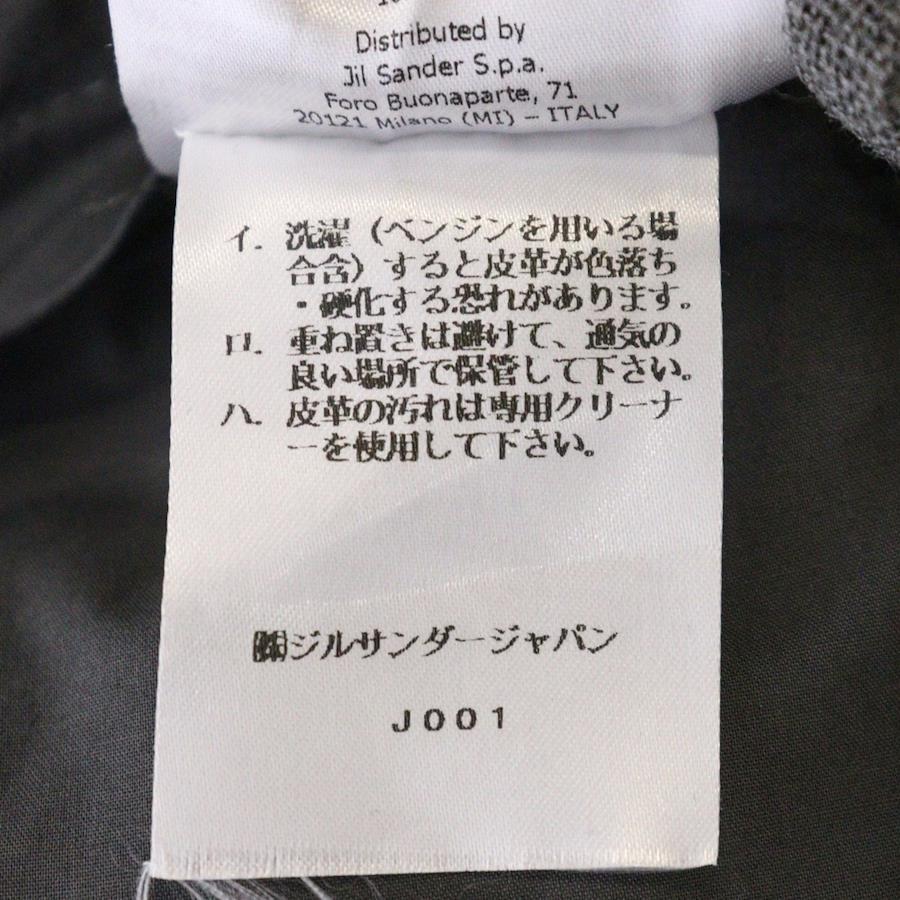 Distributed by
Jil Sander S.p.a.
Foro Buonaparte, 71
20121 Milano (MI) – ITALY
イ. 洗濯（ベンジンを用いる場
合含）すると皮革が色落ち
・硬化する恐れがあります。
ロ. 重ね置きは避けて、通気の
良い場所で保管して下さい。
ハ. 皮革の汚れは専用クリーナ
ーを使用して下さい。
㈱ジルサンダージャパン
J001